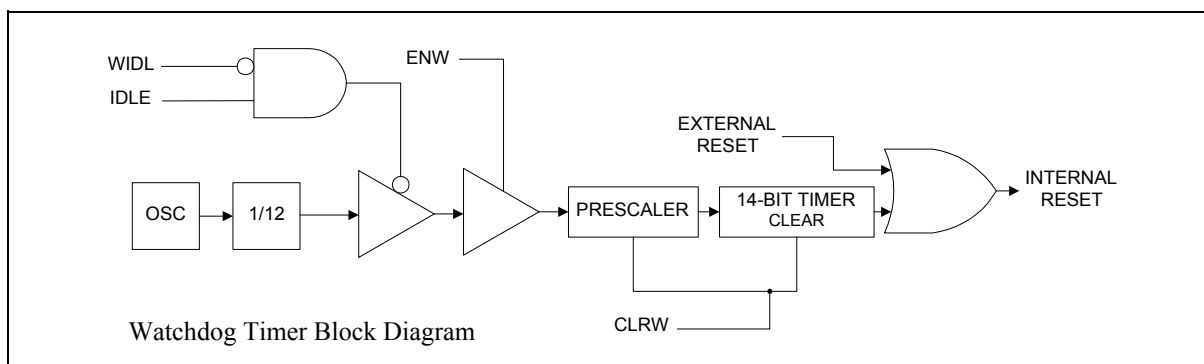 WIDL
IDLE
ENW
EXTERNAL
RESET
INTERNAL
RESET
OSC
1/12
PRESCALER
14-BIT TIMER
CLEAR
CLRW
Watchdog Timer Block Diagram